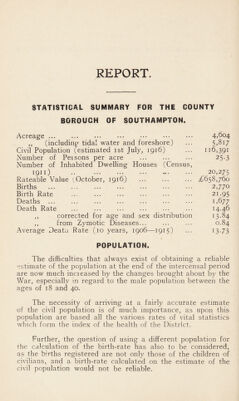 REPORT.
STATISTICAL SUMMARY FOR THE COUNTY
BOROUGH OF SOUTHAMPTON.
Acreage ... ... ... ... ... ... ... 4,604
,, (including tidal water and foreshore) ... 5,817
Civil Population (estimated 1st July, 1916) ... 116,391
Number of Persons per acre ... ... ... 25.3
Number of Inhabited Dwelling Houses (Census,
1911) ... ... ... ... ... ... 20,275
Rateable Value (October, 1916) ... ... ... £658,760
Births ... ... ... ... ... ... ... 2,770
Birth Rate ... ... ... ... ... ... 21.95
Deaths ... ... ... ... ... ... ... 1,677
Death Rate ... ... ... ... ... ... 14.46
,, corrected for age and sex distribution 13.84
,, from Zymotic Diseases... ... ... 0.84
Average Death Rate (10 years, 1906—1915) ... 13.73
POPULATION.
The difficulties that always exist of obtaining a reliable
estimate of the population at the end of the intercensal period
are now much increased by the changes brought about by the
War, especially in regard to the male population between the
ages of 18 and 40.
The necessity of arriving at a fairly accurate estimate
of the civil population is of much importance, as upon this
population are based all the various rates of vital statistics
which form the index of the health of the District.
Further, the question of using a different population for
the calculation of the birth-rate has also to be considered,
as the births registered are not only those of the children of
civilians, and a birth-rate calculated on the estimate of the
civil population would not be reliable.